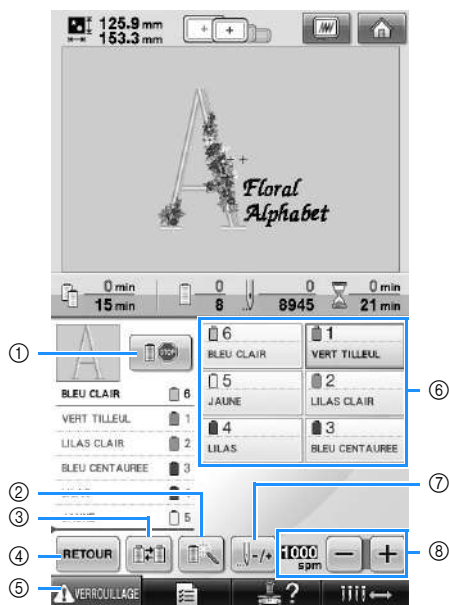 125.9 mm
153.3 mm
Floral
Alphabet
0 min 0 0 0 min
15 min 8 8945 21 min
① STOP
6 BLEU CLAIR
1 VERT TILLEUL
5 JAUNE
2 LILAS CLAIR
4 LILAS
3 BLEU CENTAUREE
⑥
BLEU CLAIR 6
VERT TILLEUL 1
LILAS CLAIR 2
BLEU CENTAUREE 3
5
②
③
⑦
④ RETOUR -/+ 1000 spm − + ⑧
⑤ VERROUILLAGE ?